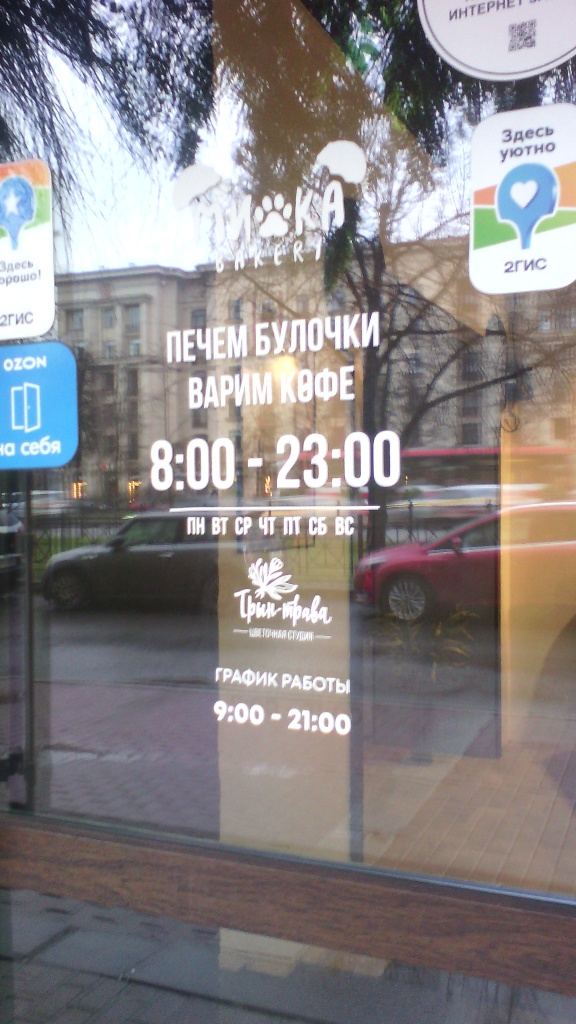 ИНТЕРНЕТ
Здесь
уютно
2ГИС
BAKERY
Здесь
хорошо!
2ГИС
OZON
на себя
ПЕЧЕМ БУЛОЧКИ
ВАРИМ КОФЕ
8:00 - 23:00
ПН ВТ СР ЧТ ПТ СБ ВС
Трын-трава
ЦВЕТОЧНАЯ СТУДИЯ
ГРАФИК РАБОТЫ
9:00 - 21:00